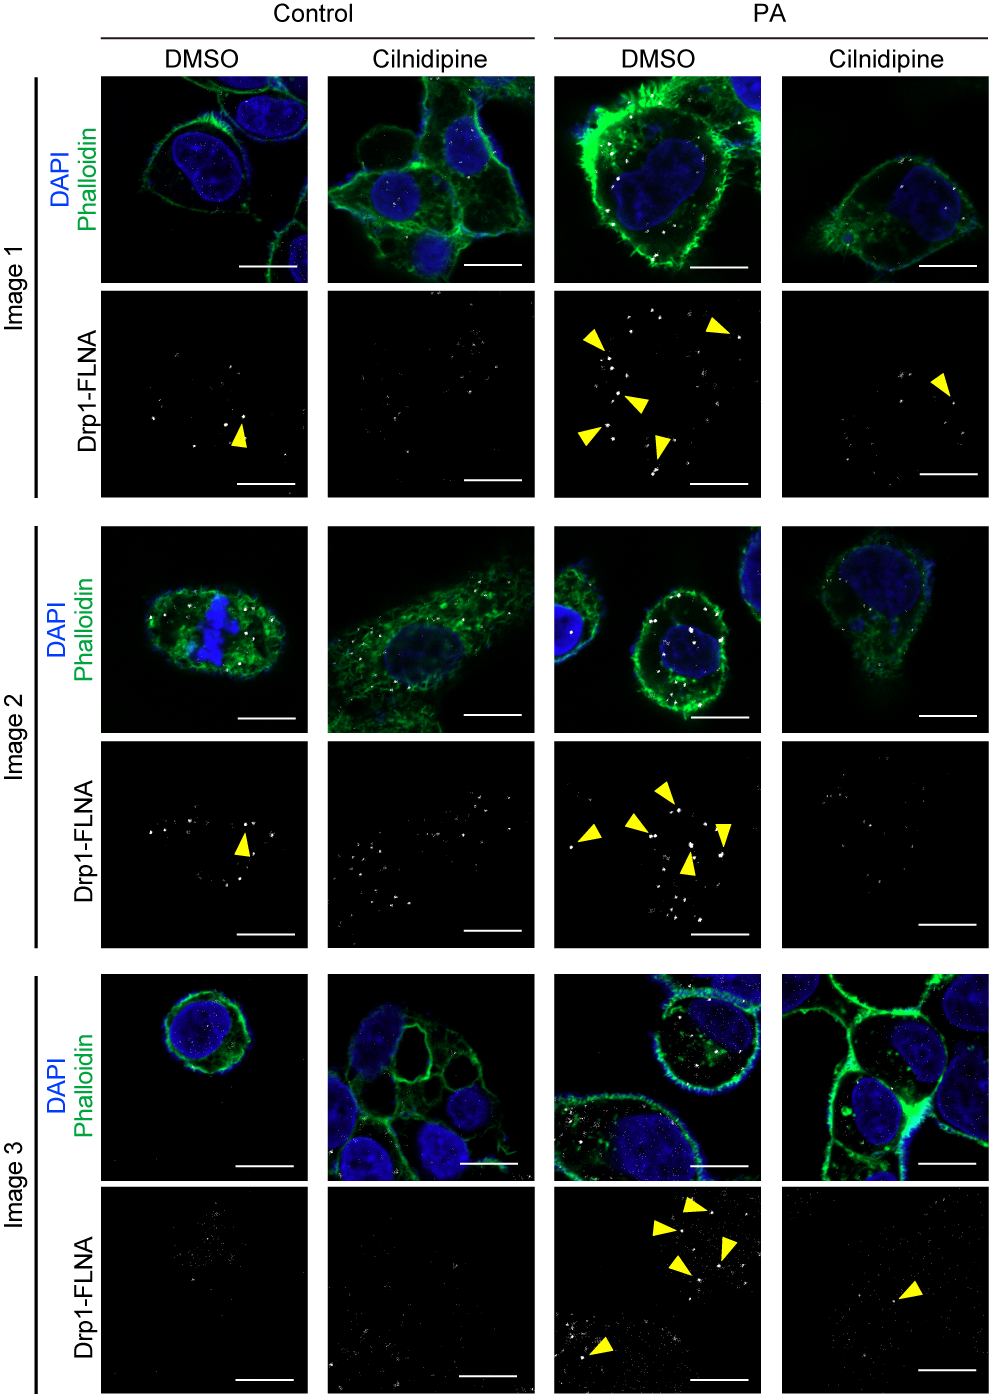 Control
PA
DMSO
Cilnidipine
DMSO
Cilnidipine
Image 1
DAPI
Phalloidin
Drp1-FLNA
Image 2
DAPI
Phalloidin
Drp1-FLNA
Image 3
DAPI
Phalloidin
Drp1-FLNA